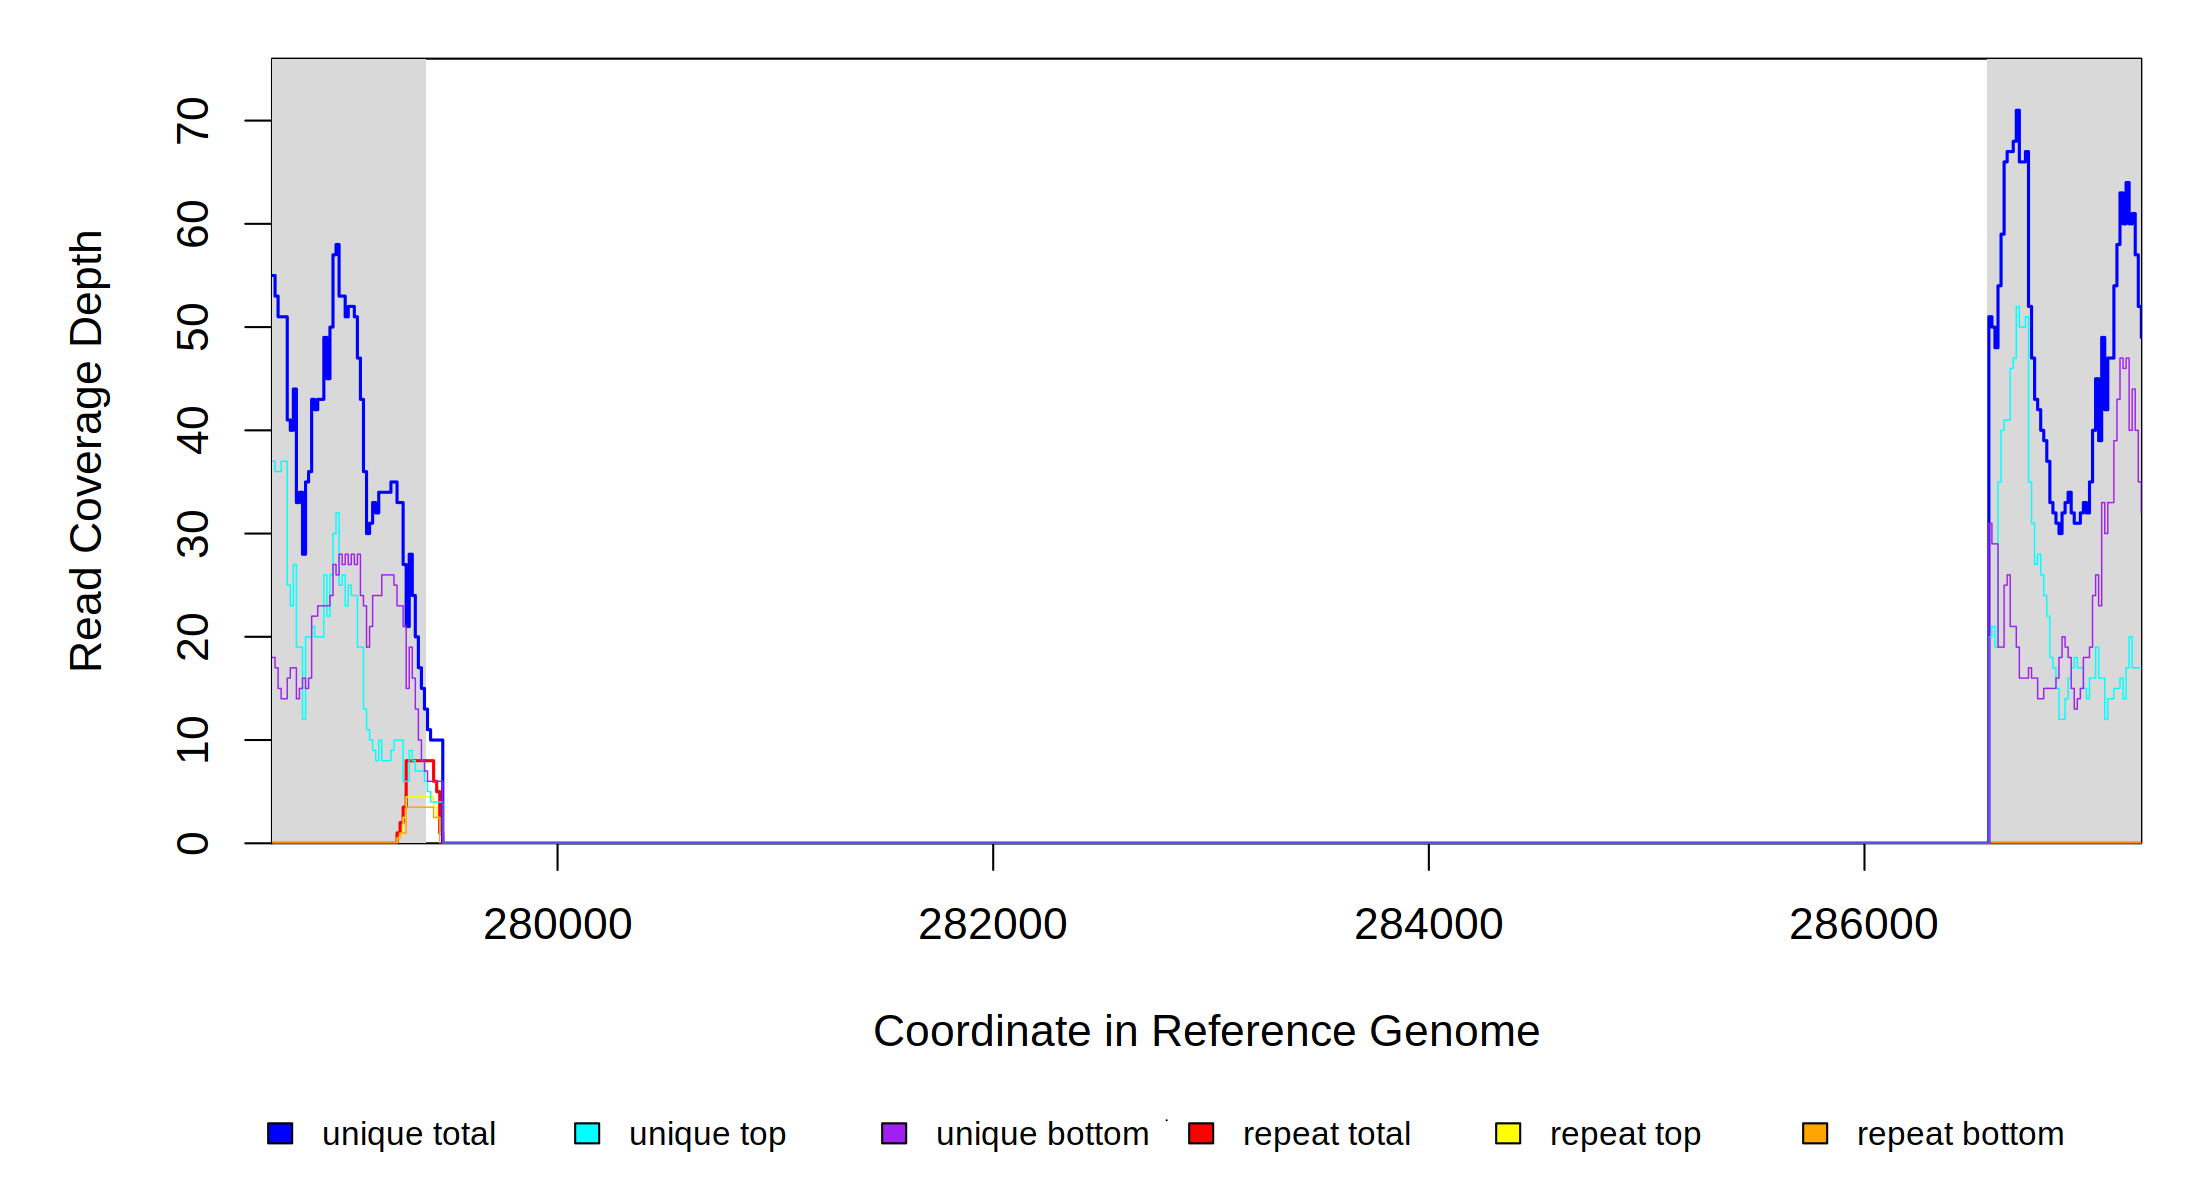 70
60
50
40
30
20
10
0
Read Coverage Depth
280000 282000 284000 286000
Coordinate in Reference Genome
unique total unique top unique bottom repeat total repeat top repeat bottom